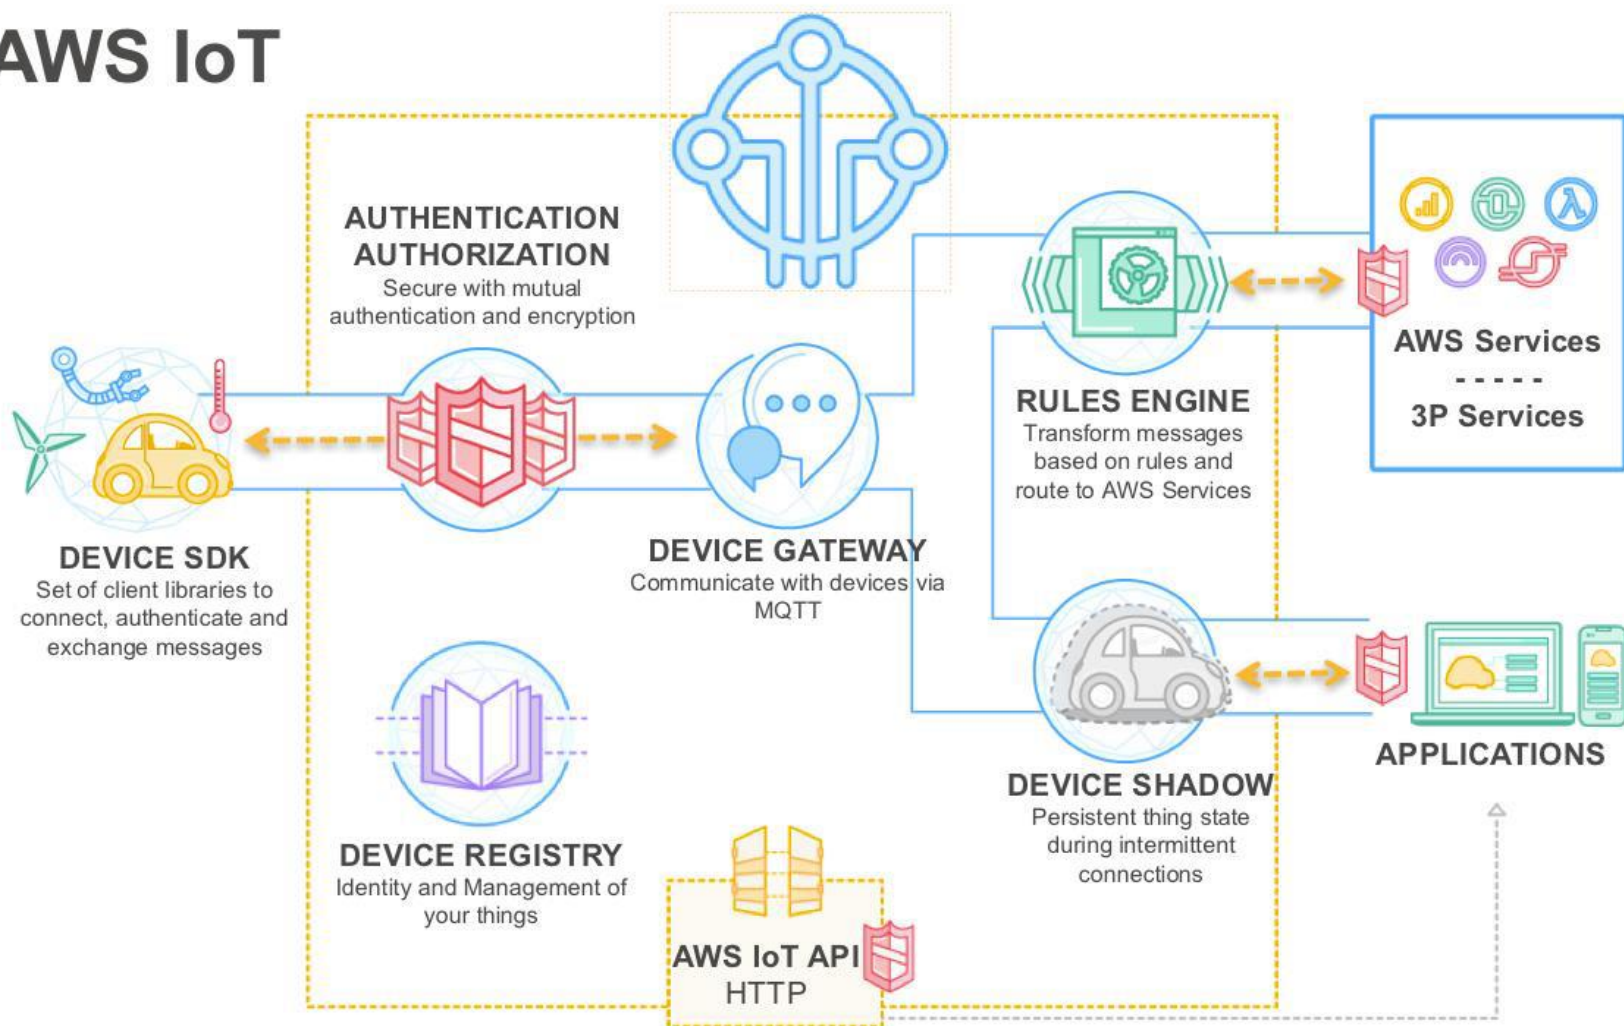 AWS IoT
AUTHENTICATION
AUTHORIZATION
Secure with mutual
authentication and encryption
DEVICE SDK
Set of client libraries to
connect, authenticate and
exchange messages
DEVICE GATEWAY
Communicate with devices via
MQTT
RULES ENGINE
Transform messages
based on rules and
route to AWS Services
AWS Services
- - - - -
3P Services
DEVICE REGISTRY
Identity and Management of
your things
DEVICE SHADOW
Persistent thing state
during intermittent
connections
APPLICATIONS
AWS IoT API
HTTP